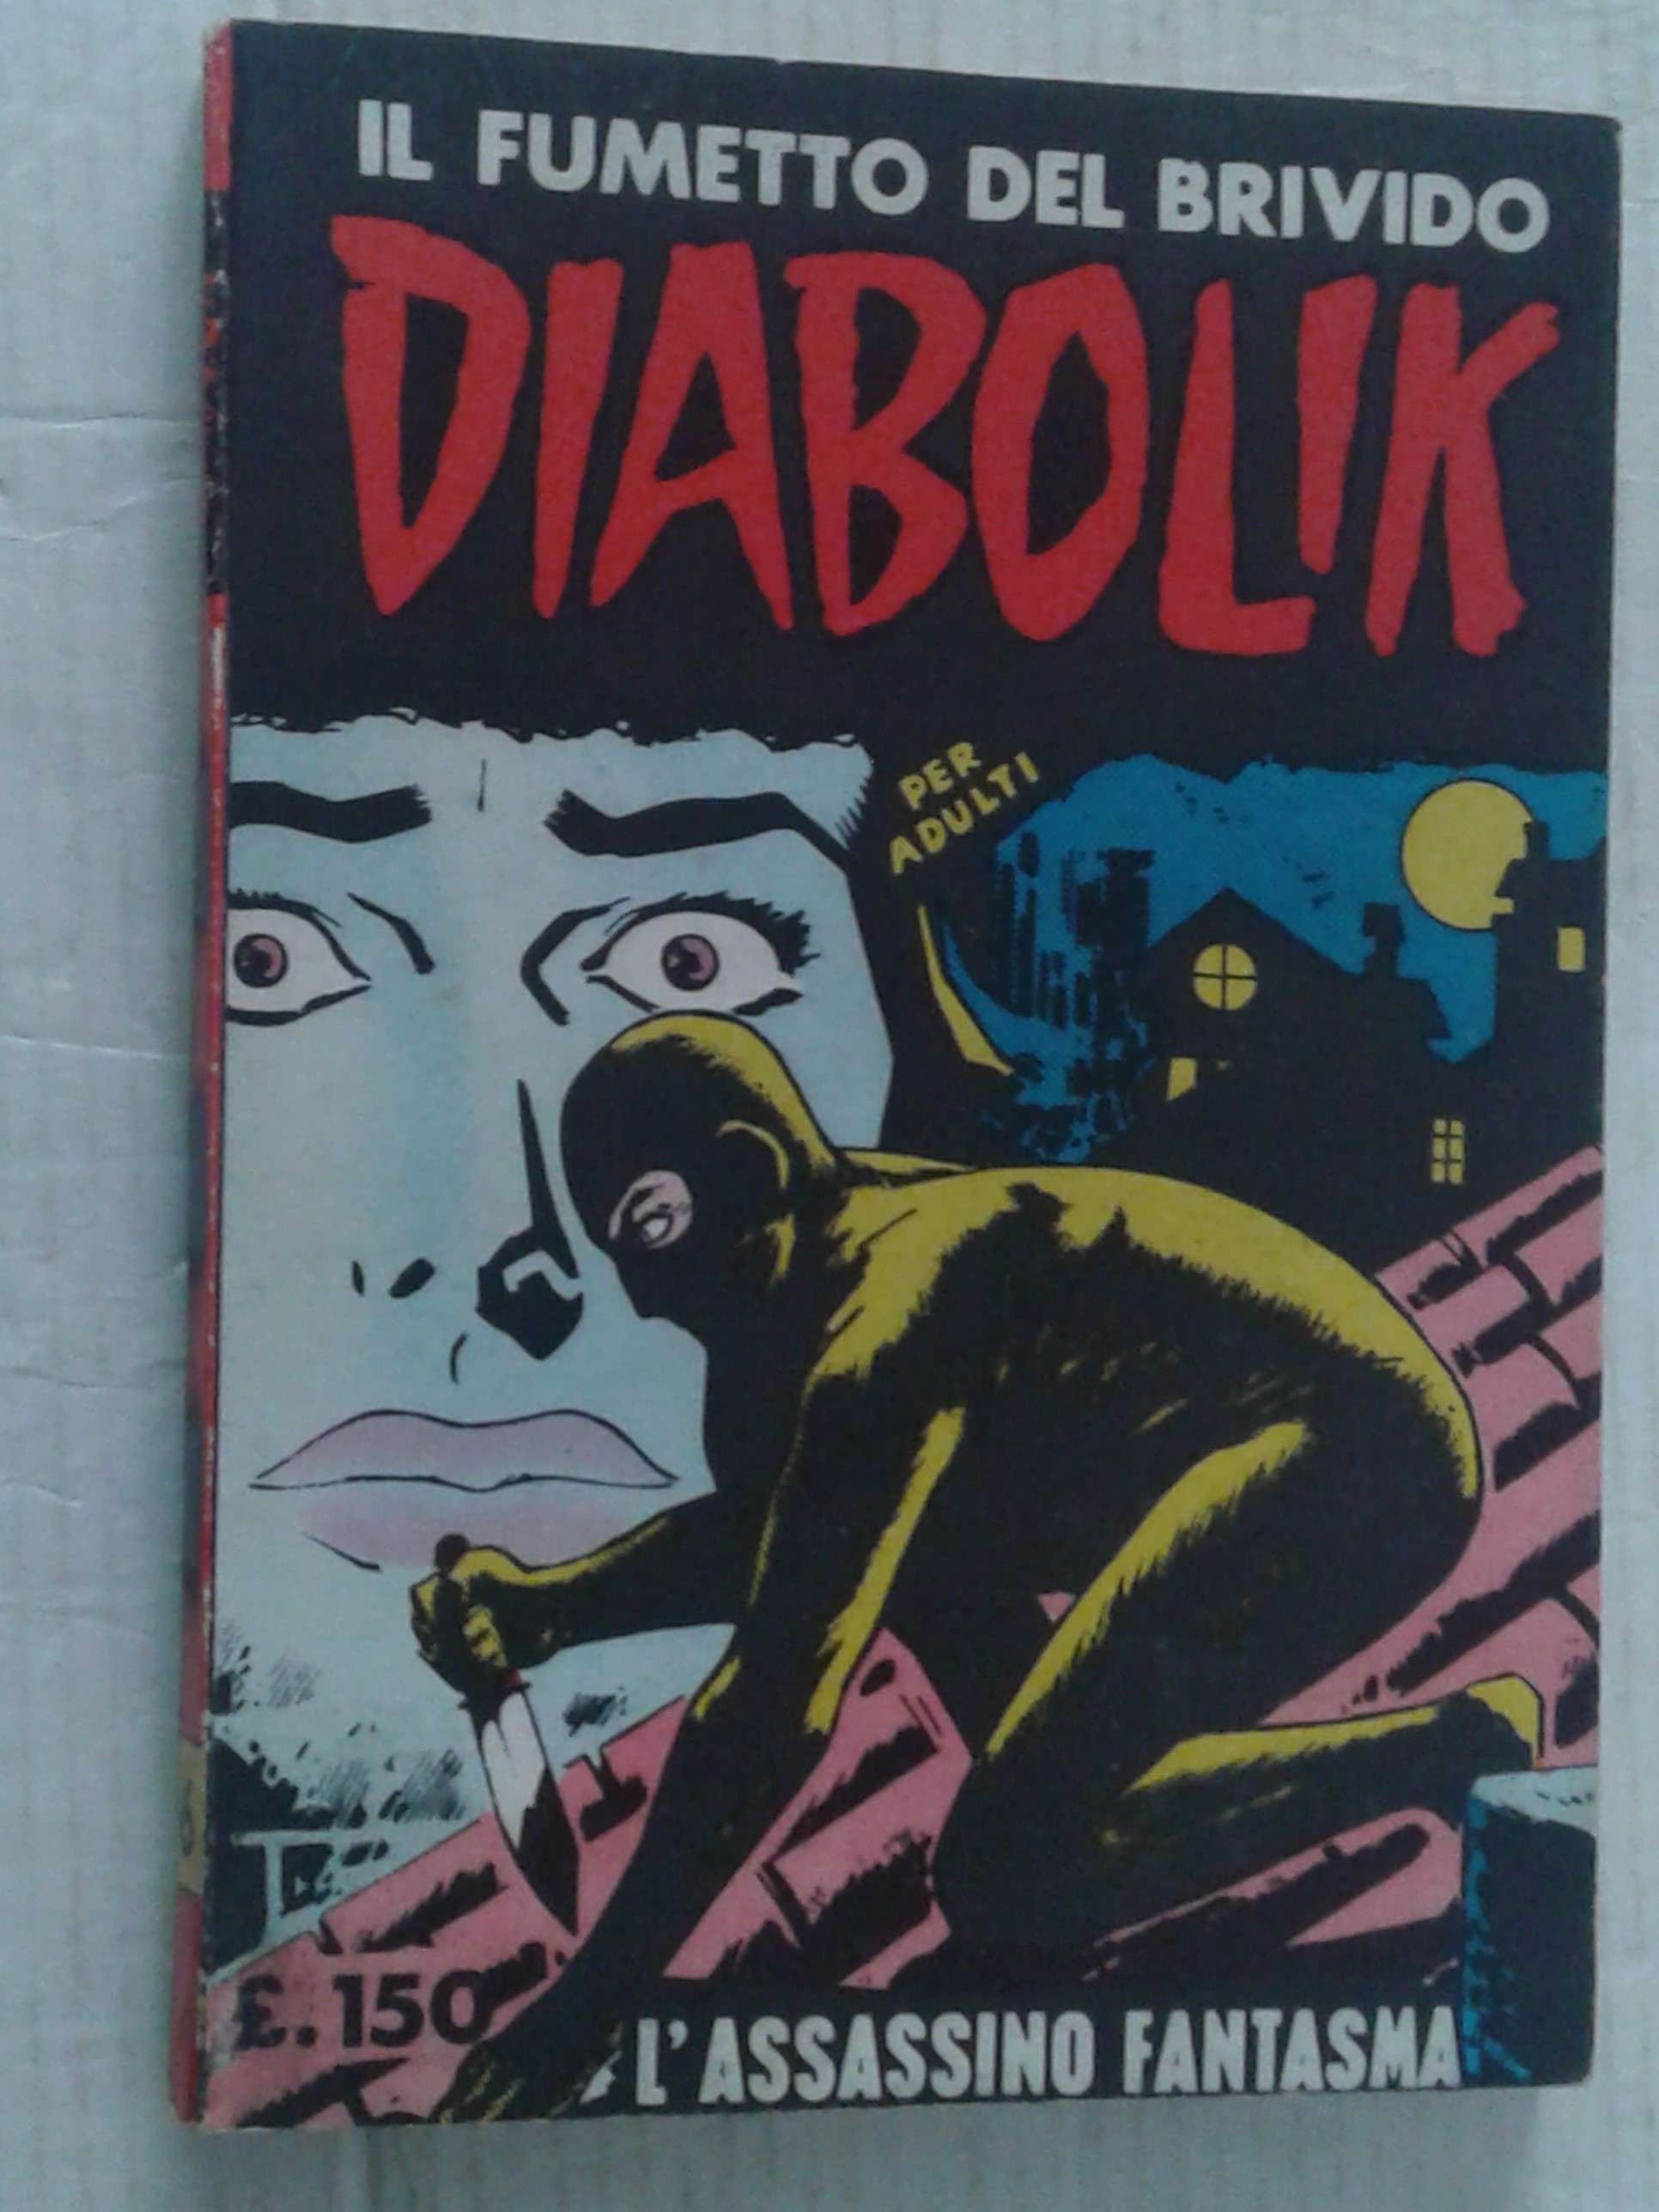 IL FUMETTO DEL BRIVIDO
DIABOLIK
PER
ADULTI
£.150
L'ASSASSINO FANTASMA